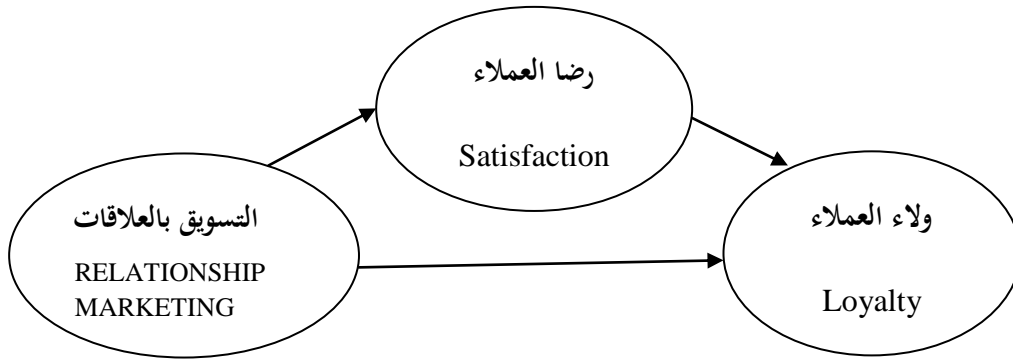 رضا العملاء
Satisfaction
التسويق بالعلاقات
RELATIONSHIP
MARKETING
ولاء العملاء
Loyalty